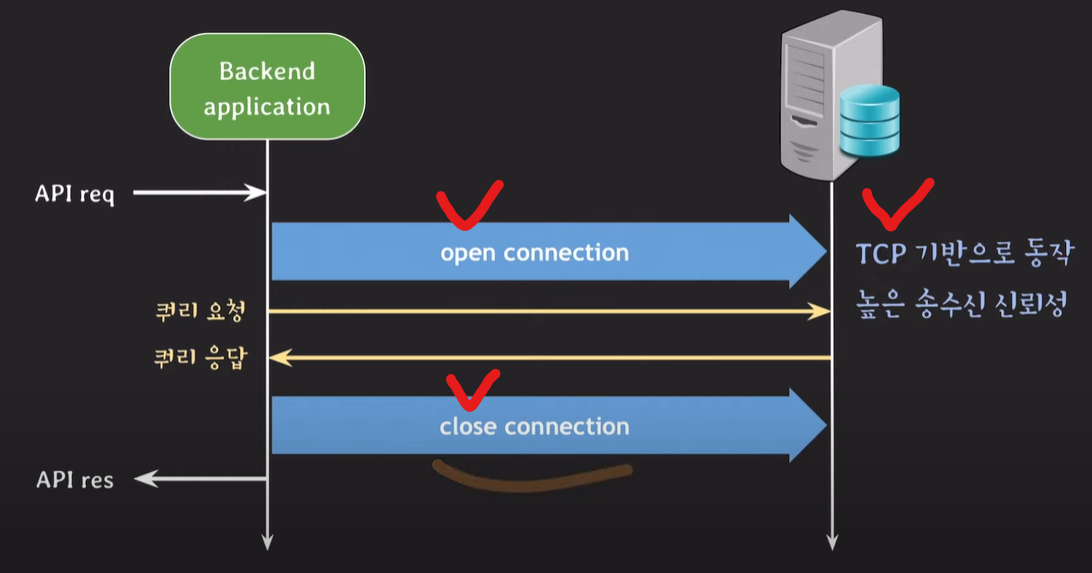 Backend
application
API req
open connection
TCP 기반으로 동작
높은 송수신 신뢰성
쿼리 요청
쿼리 응답
close connection
API res